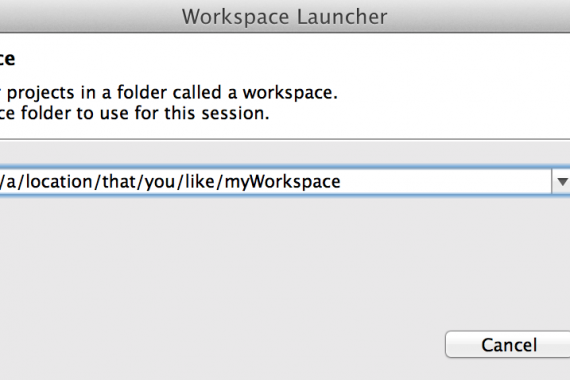 Workspace Launcher
ce
r projects in a folder called a workspace.
ce folder to use for this session.
/a/location/that/you/like/myWorkspace
Cancel